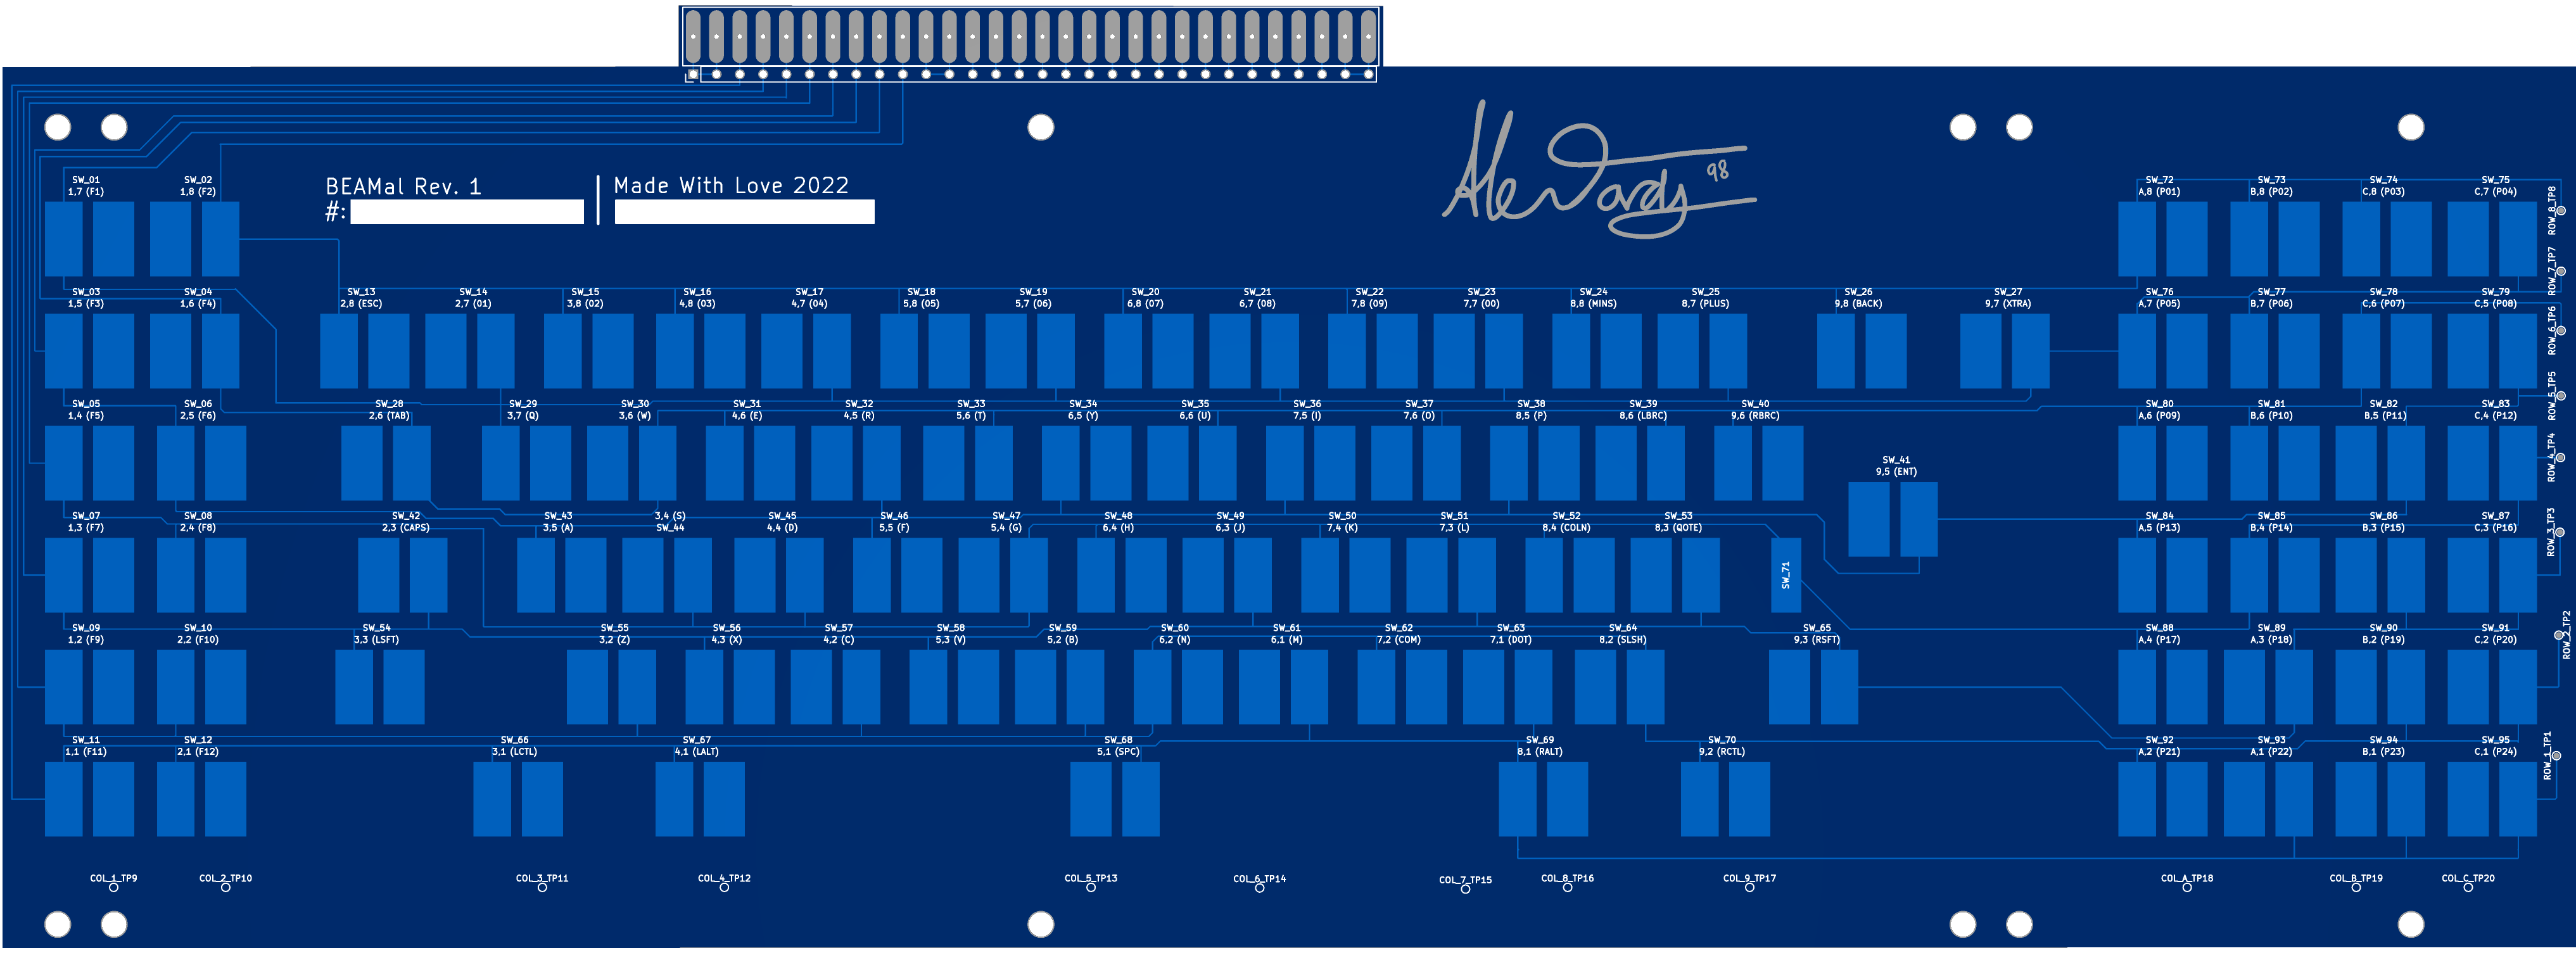 BEAMal Rev. 1
#:
Made With Love 2022
98
SW_01 SW_02 SW_72 SW_73 SW_74 SW_75
1,7 (F1) 1,8 (F2) A,8 (P01) B,8 (P02) C,8 (P03) C,7 (P04)
ROW_8_TP8
ROW_7_TP7
SW_03 SW_04 SW_13 SW_14 SW_15 SW_16 SW_17 SW_18 SW_19 SW_20 SW_21 SW_22 SW_23 SW_24 SW_25 SW_26 SW_27 SW_76 SW_77 SW_78 SW_79
1,5 (F3) 1,6 (F4) 2,8 (ESC) 2,7 (01) 3,8 (02) 4,8 (03) 4,7 (04) 5,8 (05) 5,7 (06) 6,8 (07) 6,7 (08) 7,8 (09) 7,7 (00) 8,8 (MINS) 8,7 (PLUS) 9,8 (BACK) 9,7 (XTRA) A,7 (P05) B,7 (P06) C,6 (P07) C,5 (P08)
ROW_6_TP6
ROW_5_TP5
SW_05 SW_06 SW_28 SW_29 SW_30 SW_31 SW_32 SW_33 SW_34 SW_35 SW_36 SW_37 SW_38 SW_39 SW_40 SW_80 SW_81 SW_82 SW_83
1,4 (F5) 2,5 (F6) 2,6 (TAB) 3,7 (Q) 3,6 (W) 4,6 (E) 4,5 (R) 5,6 (T) 6,5 (Y) 6,6 (U) 7,5 (I) 7,6 (O) 8,5 (P) 8,6 (LBRC) 9,6 (RBRC) A,6 (P09) B,6 (P10) B,5 (P11) C,4 (P12)
ROW_4_TP4
SW_41
9,5 (ENT)
SW_07 SW_08 SW_42 SW_43 3,4 (S) SW_45 SW_46 SW_47 SW_48 SW_49 SW_50 SW_51 SW_52 SW_53 SW_84 SW_85 SW_86 SW_87
1,3 (F7) 2,4 (F8) 2,3 (CAPS) 3,5 (A) SW_44 4,4 (D) 5,5 (F) 5,4 (G) 6,4 (H) 6,3 (J) 7,4 (K) 7,3 (L) 8,4 (COLN) 8,3 (QOTE) A,5 (P13) B,4 (P14) B,3 (P15) C,3 (P16)
ROW_3_TP3
SW_71
SW_09 SW_10 SW_54 SW_55 SW_56 SW_57 SW_58 SW_59 SW_60 SW_61 SW_62 SW_63 SW_64 SW_65 SW_88 SW_89 SW_90 SW_91
1,2 (F9) 2,2 (F10) 3,3 (LSFT) 3,2 (Z) 4,3 (X) 4,2 (C) 5,3 (V) 5,2 (B) 6,2 (N) 6,1 (M) 7,2 (COM) 7,1 (DOT) 8,2 (SLSH) 9,3 (RSFT) A,4 (P17) A,3 (P18) B,2 (P19) C,2 (P20)
ROW_2_TP2
SW_11 SW_12 SW_66 SW_67 SW_68 SW_69 SW_70 SW_92 SW_93 SW_94 SW_95
1,1 (F11) 2,1 (F12) 3,1 (LCTL) 4,1 (LALT) 5,1 (SPC) 8,1 (RALT) 9,2 (RCTL) A,2 (P21) A,1 (P22) B,1 (P23) C,1 (P24)
ROW_1_TP1
COL_1_TP9 COL_2_TP10 COL_3_TP11 COL_4_TP12 COL_5_TP13 COL_6_TP14 COL_7_TP15 COL_8_TP16 COL_9_TP17 COL_A_TP18 COL_B_TP19 COL_C_TP20